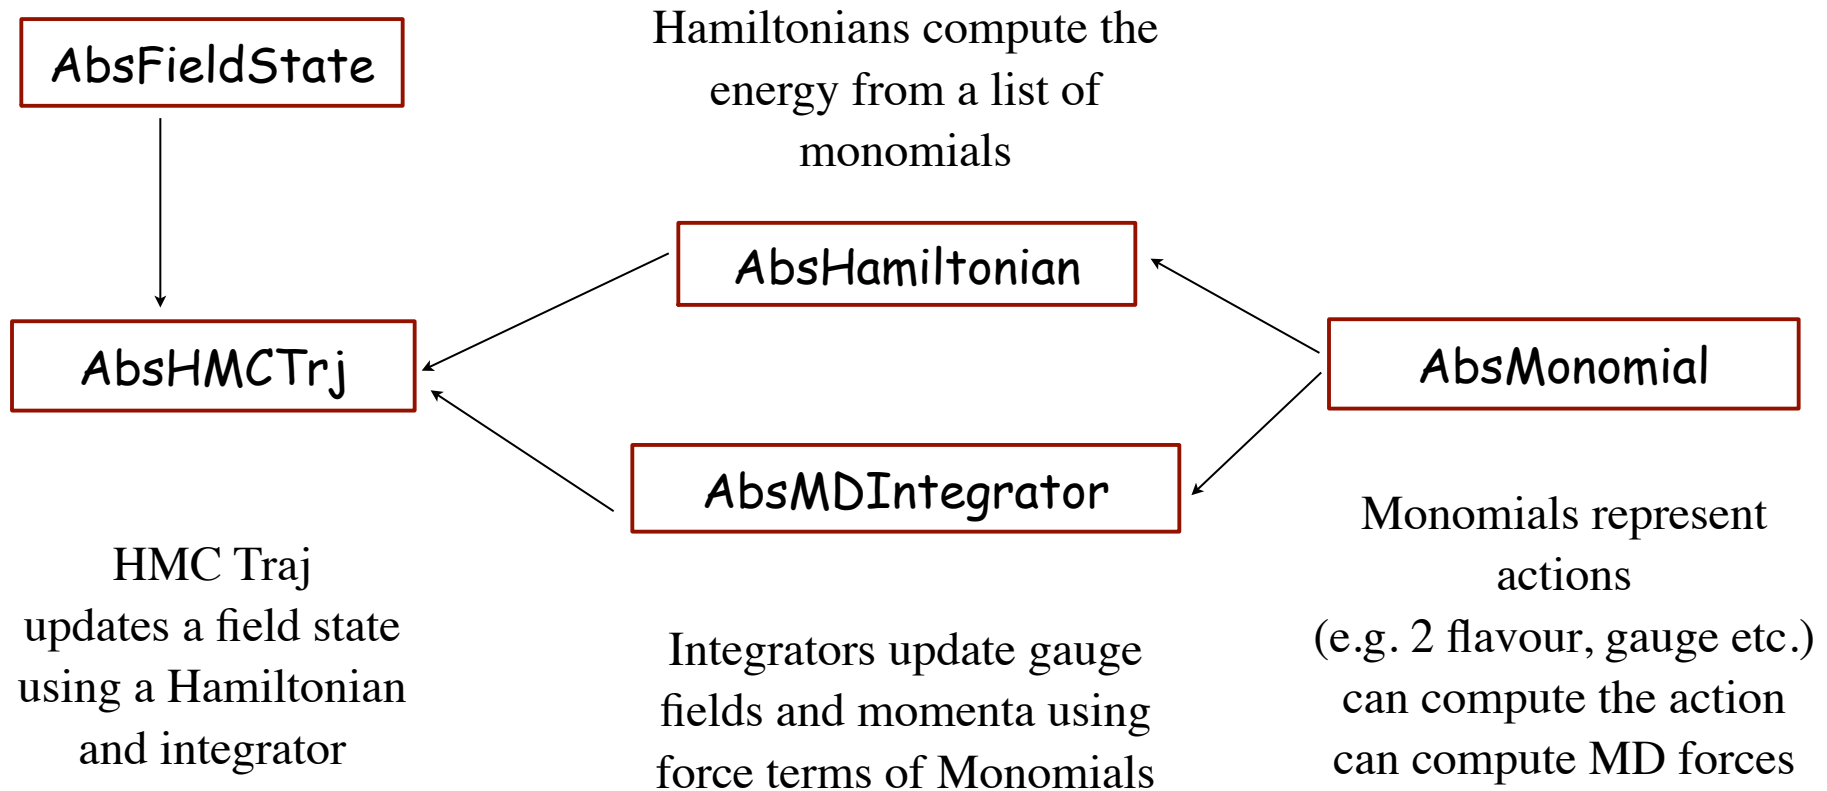 AbsFieldState
Hamiltonians compute the
energy from a list of
monomials
AbsHamiltonian
AbsHMCTrj
AbsMonomial
AbsMDIntegrator
HMC Traj
updates a field state
using a Hamiltonian
and integrator
Integrators update gauge
fields and momenta using
force terms of Monomials
Monomials represent
actions
(e.g. 2 flavour, gauge etc.)
can compute the action
can compute MD forces